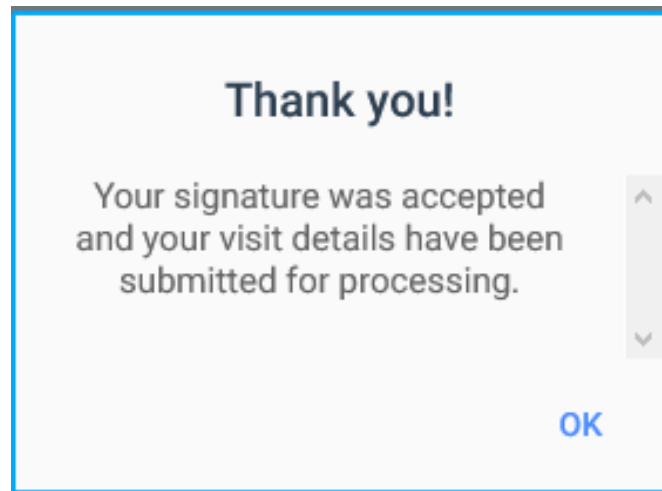 Thank you!
Your signature was accepted
and your visit details have been
submitted for processing.
OK